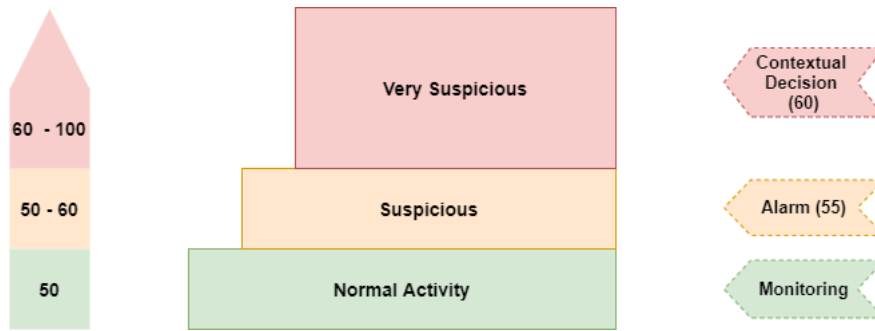 60 - 100
Very Suspicious
Contextual
Decision
(60)
50 - 60
Suspicious
Alarm (55)
50
Normal Activity
Monitoring